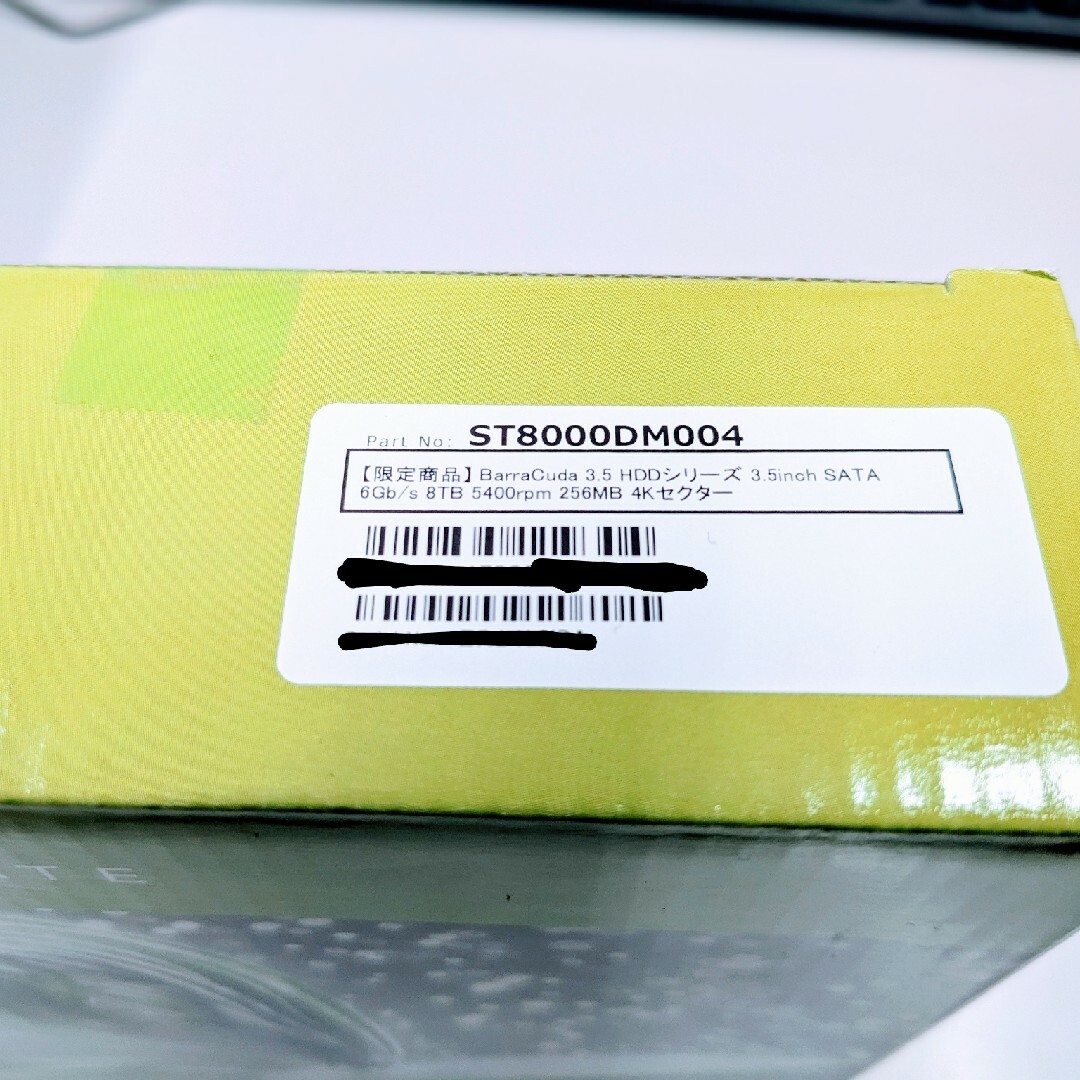 Part No: ST8000DM004
【限定商品】BarraCuda 3.5 HDDシリーズ 3.5inch SATA
6Gb/s 8TB 5400rpm 256MB 4Kセクター
ATE